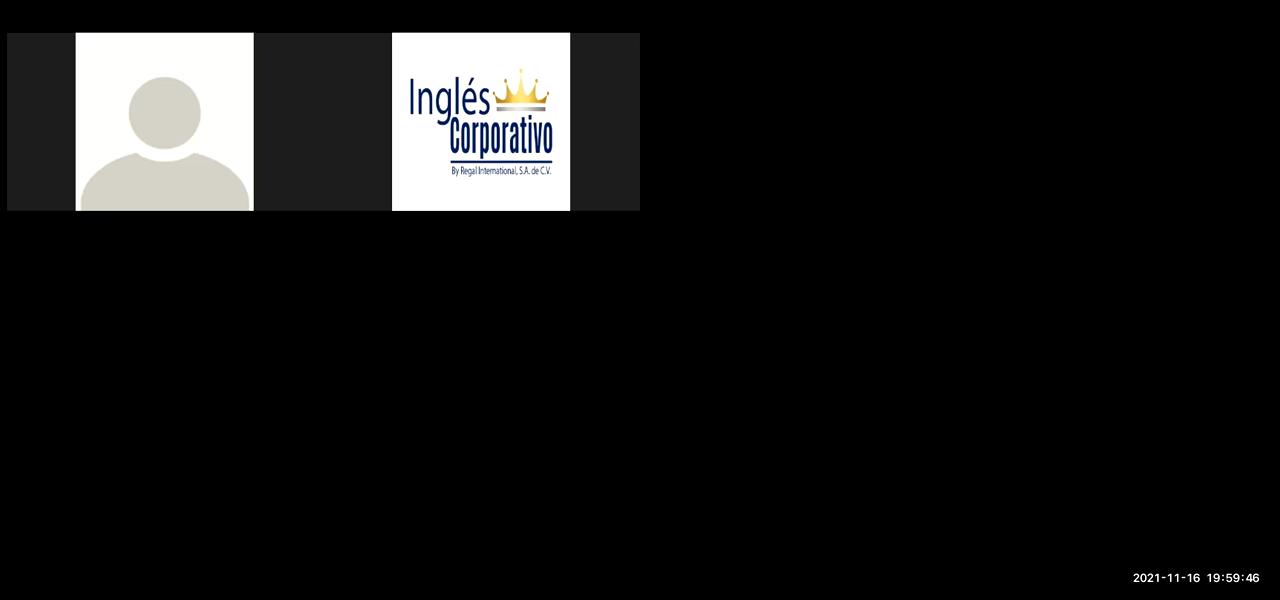 Inglés
Corporativo
By Regal International, S.A. de C.V.
2021-11-16 19:59:46